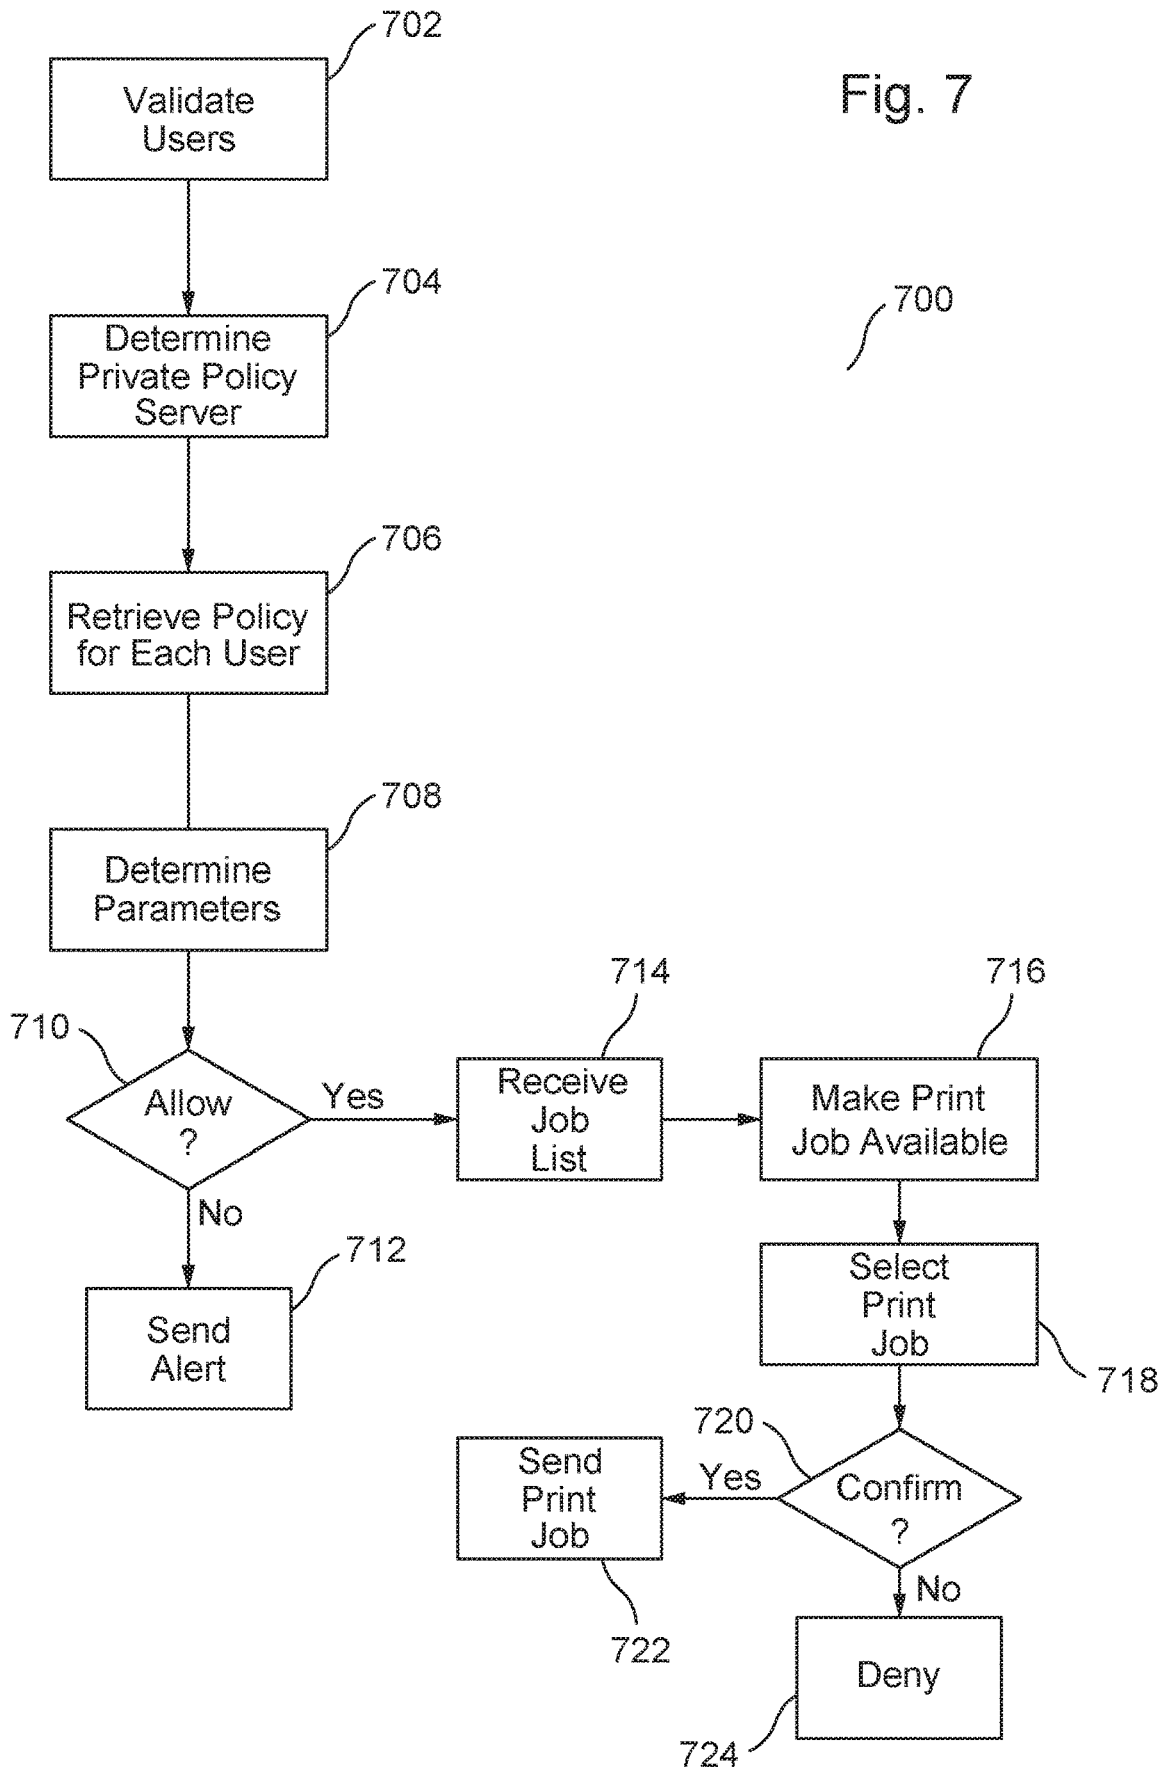 702
Validate
Users
Fig. 7
704
Determine
Private Policy
Server
700
706
Retrieve Policy
for Each User
708
Determine
Parameters
710
Allow
?
Yes
No
714
Receive
Job
List
716
Make Print
Job Available
712
Send
Alert
Select
Print
Job
718
720
Confirm
?
Yes
No
Send
Print
Job
722
Deny
724